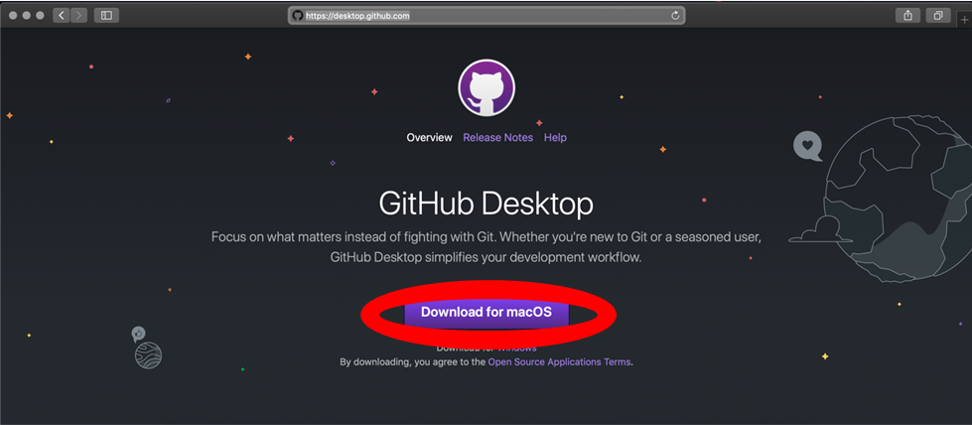 https://desktop.github.com
Overview Release Notes Help
GitHub Desktop
Focus on what matters instead of fighting with Git. Whether you're new to Git or a seasoned user,
GitHub Desktop simplifies your development workflow.
Download for macOS
Download for Windows
By downloading, you agree to the Open Source Applications Terms.